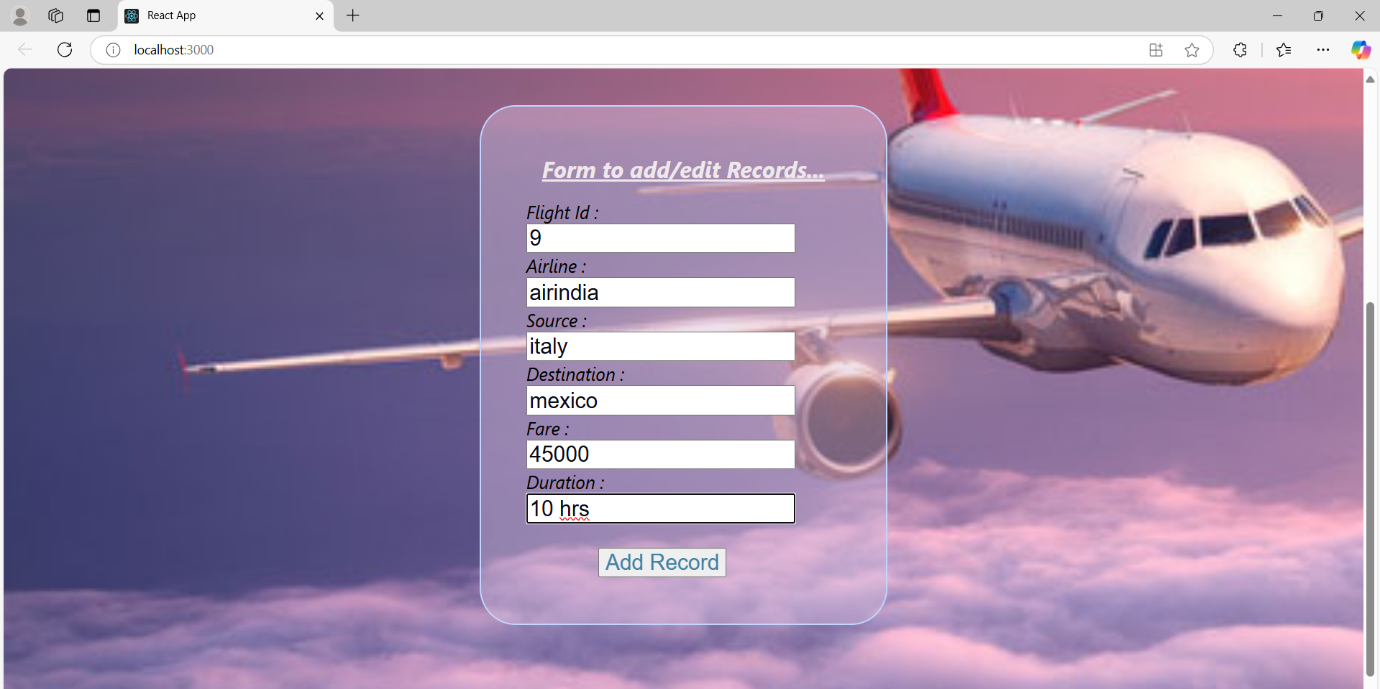 React App
localhost:3000
Form to add/edit Records...
Flight Id :
9
Airline :
airindia
Source :
italy
Destination :
mexico
Fare :
45000
Duration :
10 hrs
Add Record